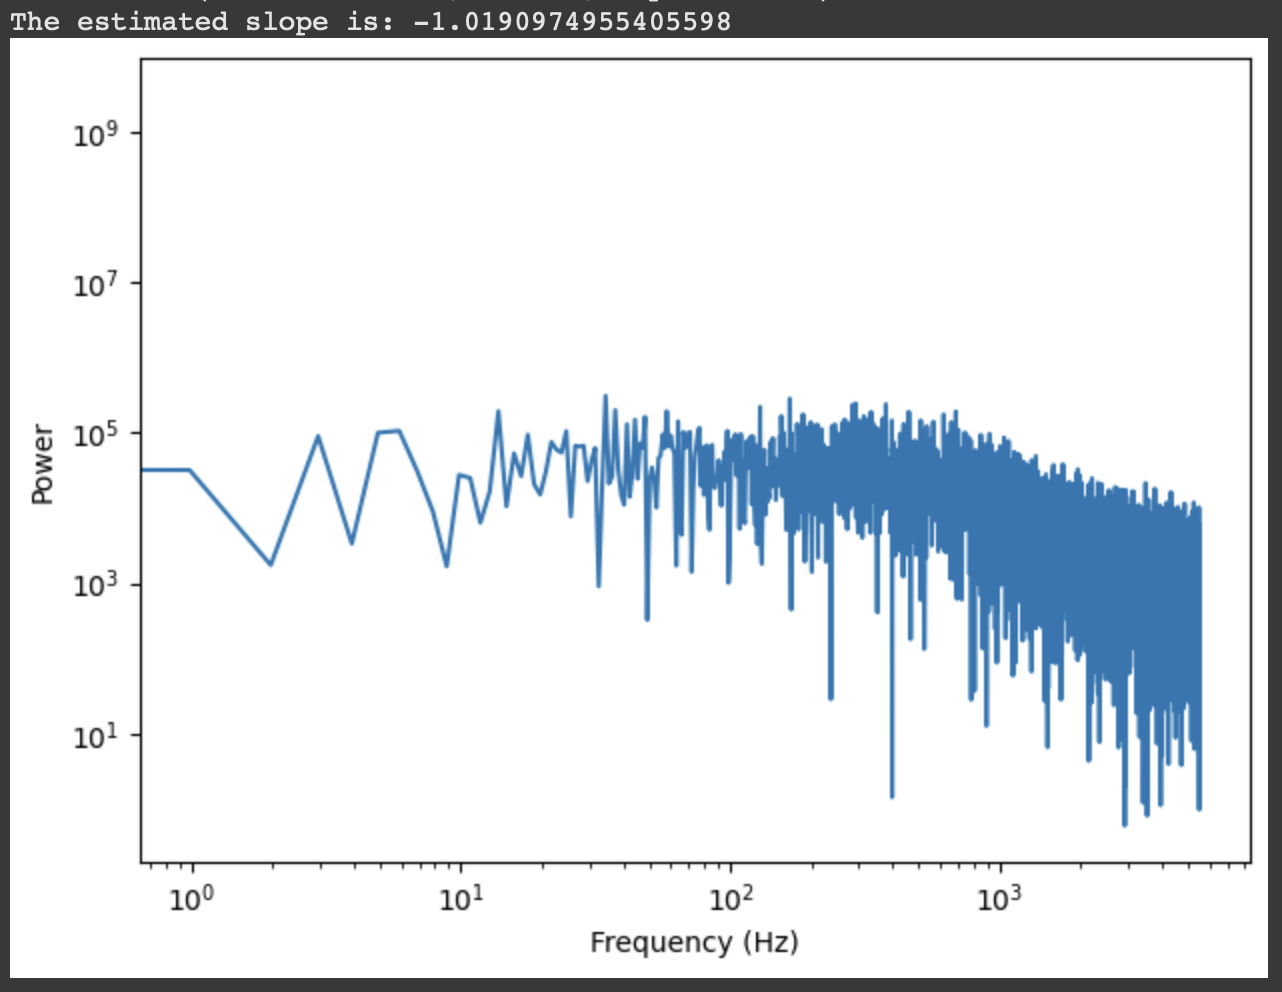 The estimated slope is: -1.0190974955405598
10⁹
10⁷
10⁵
10³
10¹
Power
10⁰ 10¹ 10² 10³
Frequency (Hz)